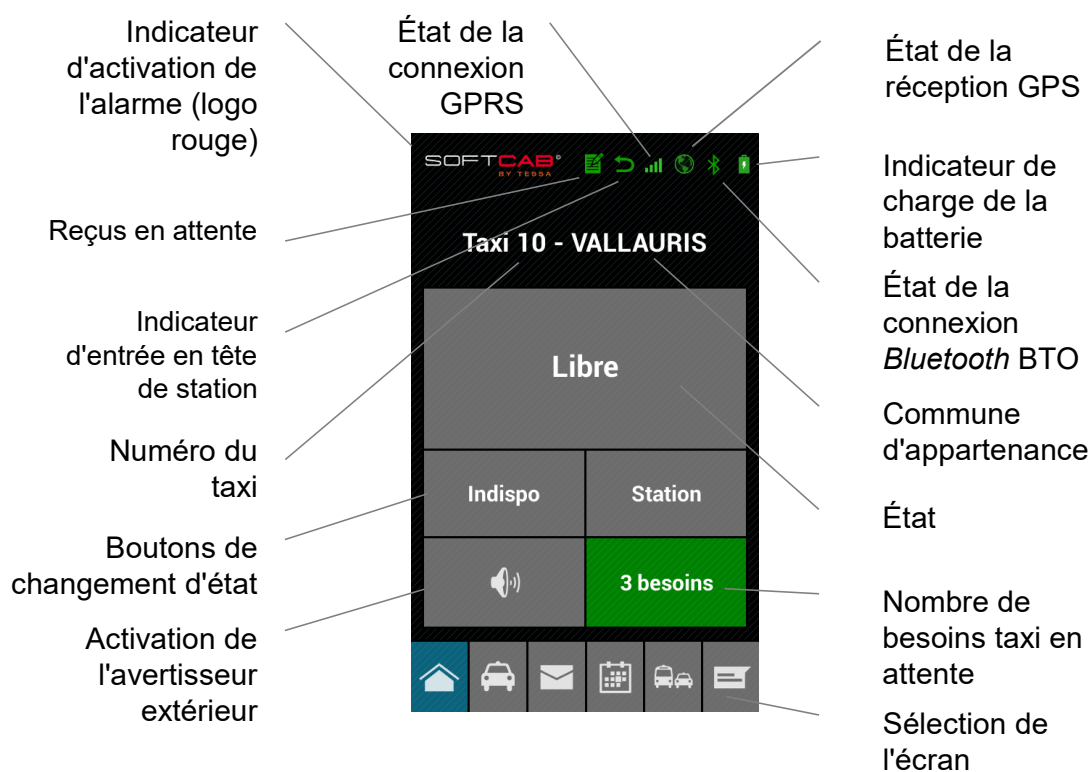 Indicateur
d'activation de
l'alarme (logo
rouge)
État de la
connexion
GPRS
État de la
réception GPS
SOFTCAB®
BY TESSA
Indicateur de
charge de la
batterie
Reçus en attente
Taxi 10 - VALLAURIS
État de la
connexion
Bluetooth BTO
Indicateur
d'entrée en tête
de station
Libre
Commune
d'appartenance
Numéro du
taxi
Indispo
Station
État
Boutons de
changement d'état
3 besoins
Nombre de
besoins taxi en
attente
Activation de
l'avertisseur
extérieur
Sélection de
l'écran